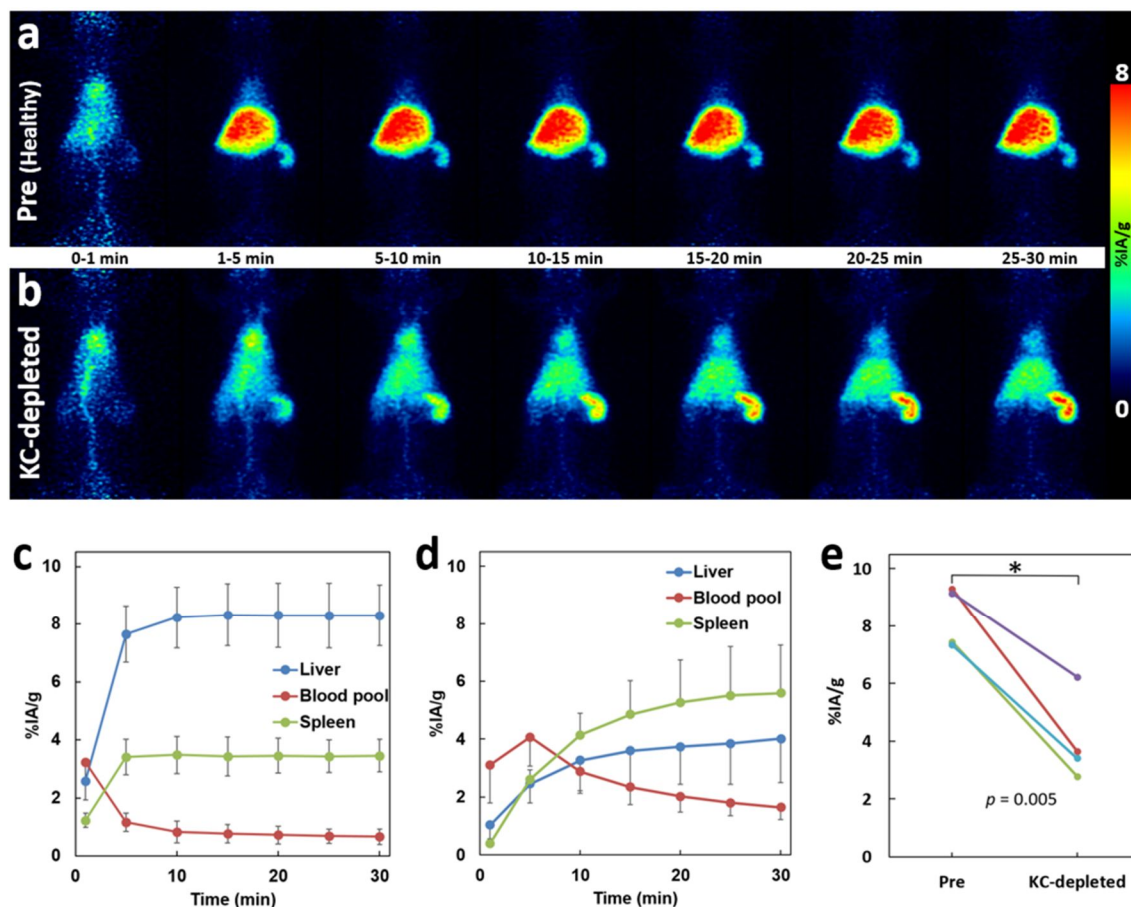 a
Pre (Healthy)
8
%IA/g
0
0-1 min 1-5 min 5-10 min 10-15 min 15-20 min 20-25 min 25-30 min
b
KC-depleted
c
%IA/g
10
8
6
4
2
0
Liver
Blood pool
Spleen
0 10 20 30
Time (min)
d
%IA/g
10
8
6
4
2
0
Liver
Blood pool
Spleen
0 10 20 30
Time (min)
e
%IA/g
10
8
6
4
2
0
*
p = 0.005
Pre KC-depleted